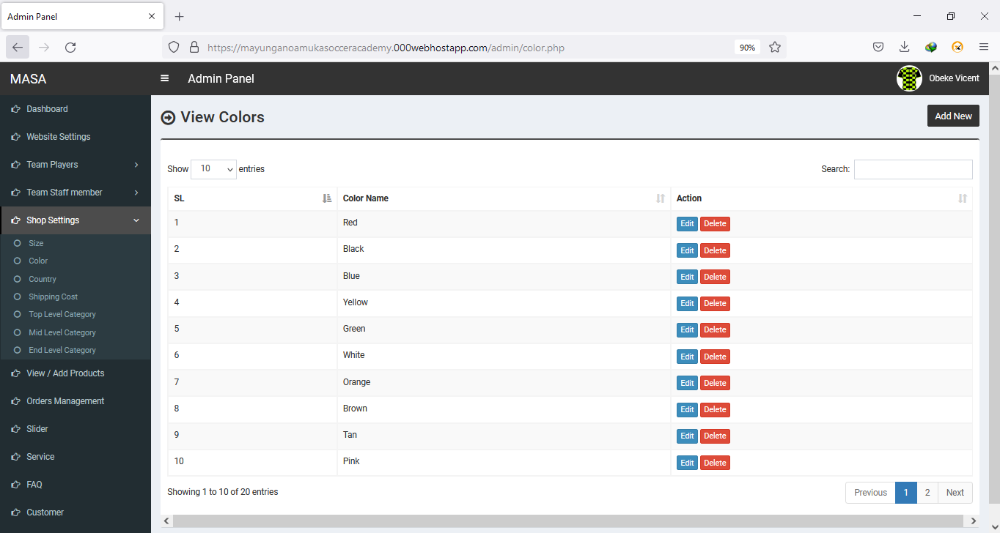 Admin Panel
https://mayunganoamukasocceracademy.000webhostapp.com/admin/color.php
90%
MASA
Admin Panel
Obeke Vicent
Dashboard
Website Settings
Team Players
Team Staff member
Shop Settings
Size
Color
Country
Shipping Cost
Top Level Category
Mid Level Category
End Level Category
View / Add Products
Orders Management
Slider
Service
FAQ
Customer
View Colors
Add New
Show 10 entries
Search:
SL Color Name Action
1 Red Edit Delete
2 Black Edit Delete
3 Blue Edit Delete
4 Yellow Edit Delete
5 Green Edit Delete
6 White Edit Delete
7 Orange Edit Delete
8 Brown Edit Delete
9 Tan Edit Delete
10 Pink Edit Delete
Showing 1 to 10 of 20 entries
Previous 1 2 Next